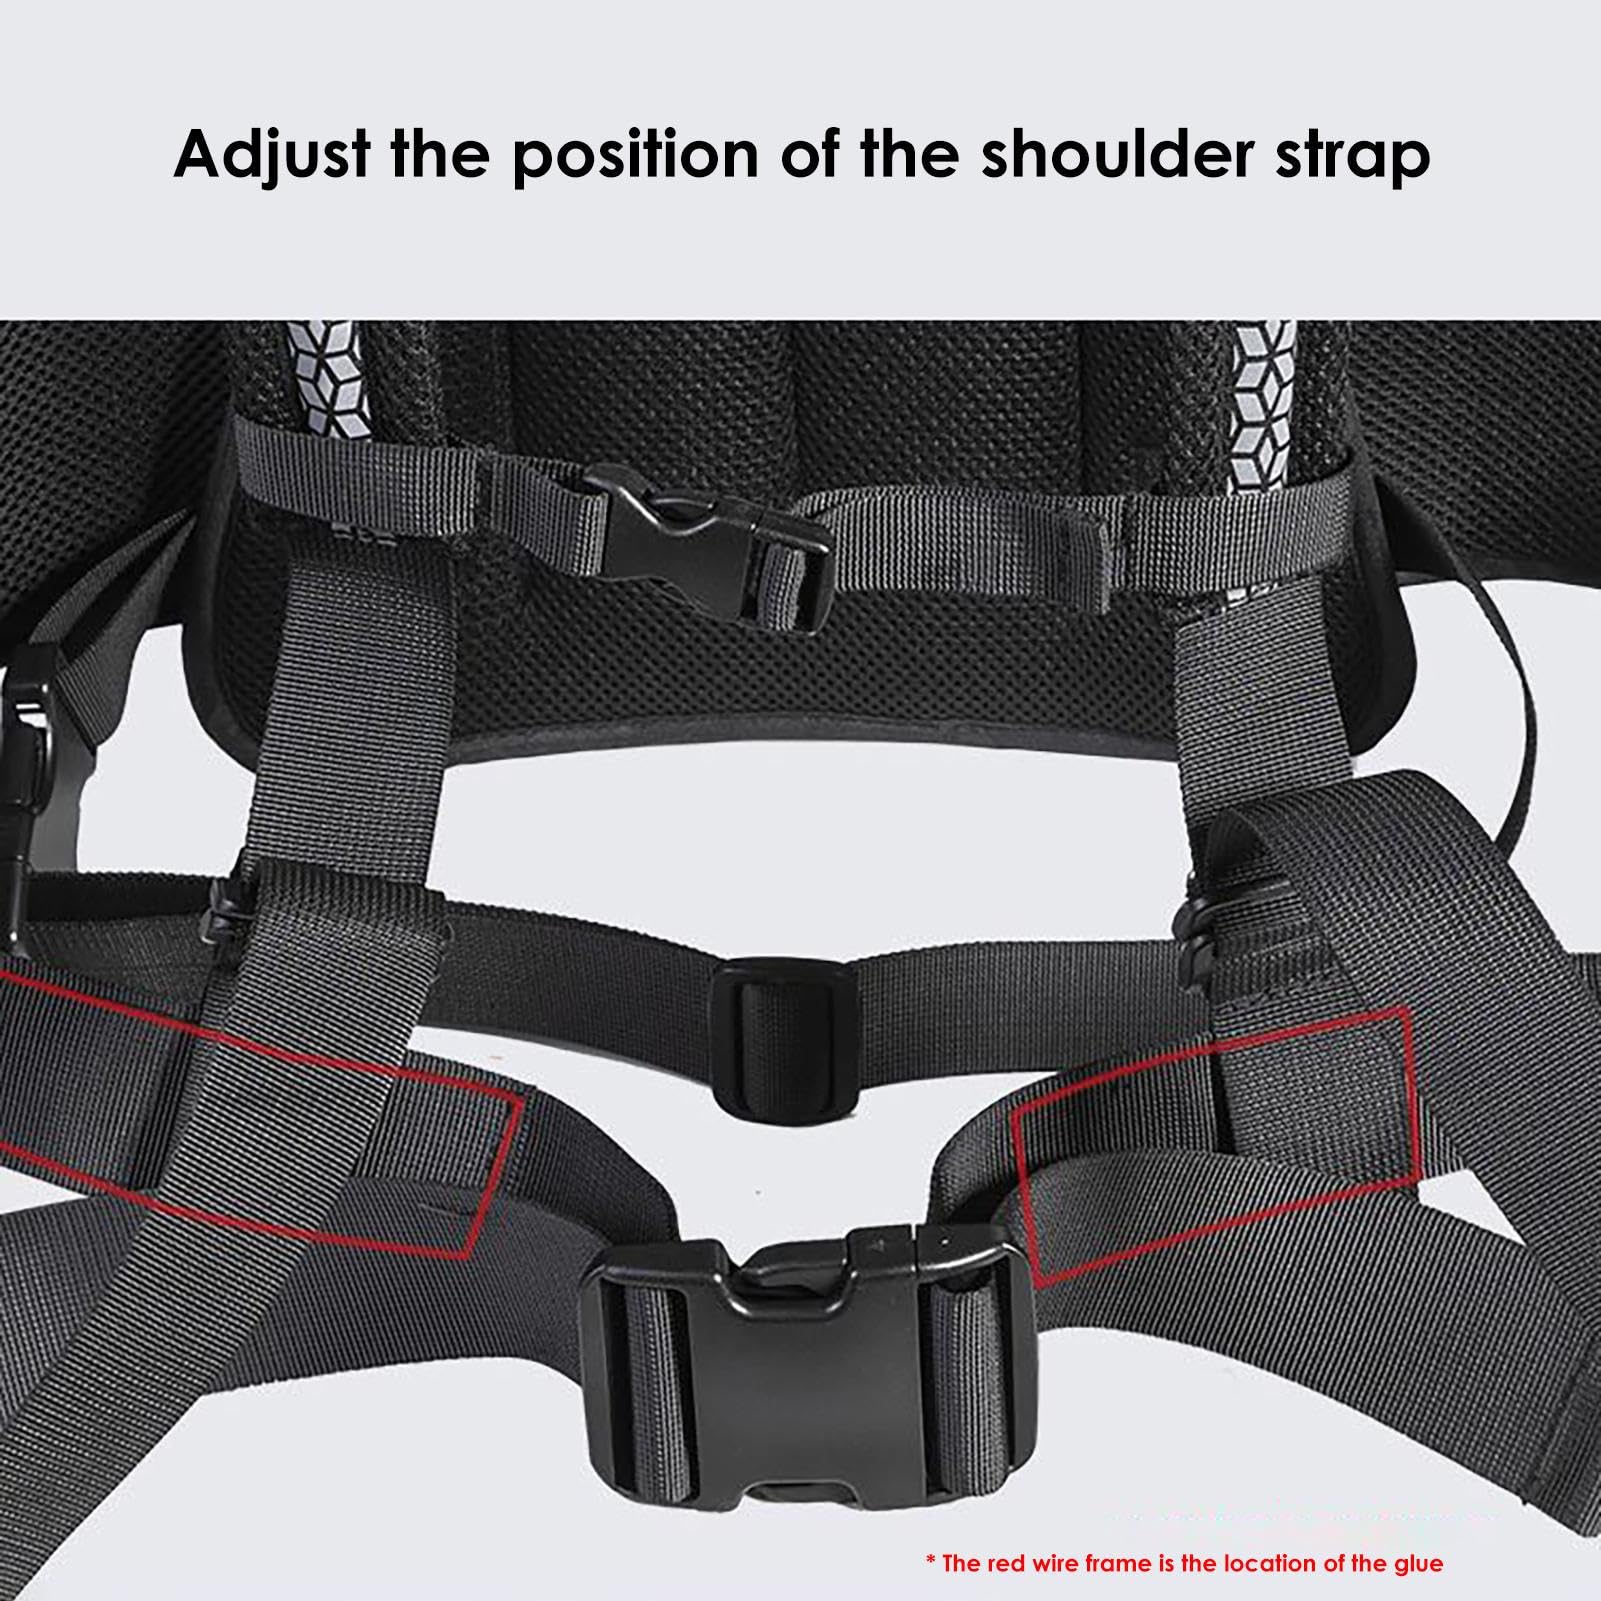 Adjust the position of the shoulder strap
* The red wire frame is the location of the glue